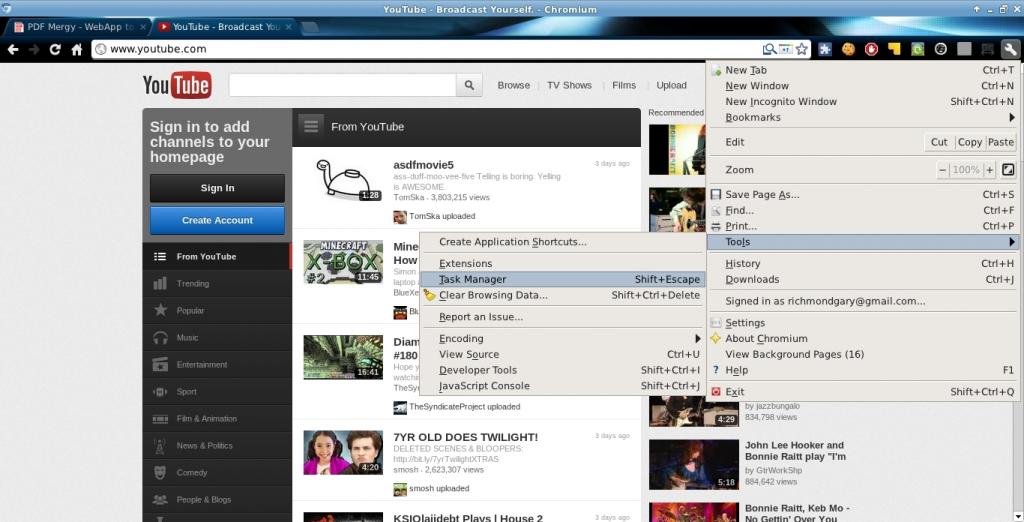 YouTube - Broadcast Yourself. - Chromium
PDF Mergy - WebApp to
YouTube - Broadcast Your
www.youtube.com
YouTube
Browse
TV Shows
Films
Upload
Sign in to add
channels to your
homepage
Sign In
Create Account
From YouTube
Trending
Popular
Music
Entertainment
Sport
Film & Animation
News & Politics
Comedy
People & Blogs
From YouTube
asdfmovie5
3 days ago
ass-duff-moo-vee-five Telling is boring. Yelling
is AWESOME.
TomSka - 3,803,215 views
1:28
TomSka uploaded
MINECRAFT
X-BOX
#2
11:45
Mine
How
Simon
laptop
BlueXe
Blu
16:41
Diam
#180
Hope y
watchin
TheSy
TheSyndicateProject uploaded
4:20
7YR OLD DOES TWILIGHT!
3 days ago
DELETED SCENES & BLOOPERS:
http://bit.ly/7yrTwilightXTRAS
smosh - 2,623,307 views
smosh uploaded
KSIOlajidebt Plays | House 2
3 days ago
Recommended
4:29
by jazzbungalo
834,798 views
5:18
John Lee Hooker and
Bonnie Raitt play "I'm
by GtrWorkShp
884,642 views
Bonnie Raitt, Keb Mo -
No Gettin' Over You
New Tab Ctrl+T
New Window Ctrl+N
New Incognito Window Shift+Ctrl+N
Bookmarks
Edit Cut Copy Paste
Zoom − 100% +
Save Page As... Ctrl+S
Find... Ctrl+F
Print... Ctrl+P
Tools
History Ctrl+H
Downloads Ctrl+J
Signed in as richmondgary@gmail.com...
Settings
About Chromium
View Background Pages (16)
Help F1
Exit Shift+Ctrl+Q
Create Application Shortcuts...
Extensions
Task Manager Shift+Escape
Clear Browsing Data... Shift+Ctrl+Delete
Report an Issue...
Encoding
View Source Ctrl+U
Developer Tools Shift+Ctrl+I
JavaScript Console Shift+Ctrl+J